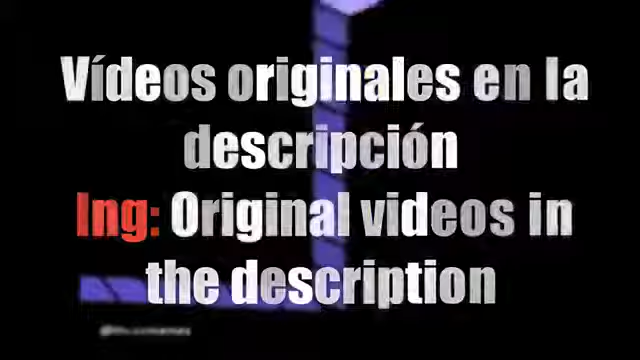 Vídeos originales en la
descripción
Ing: Original videos in
the description